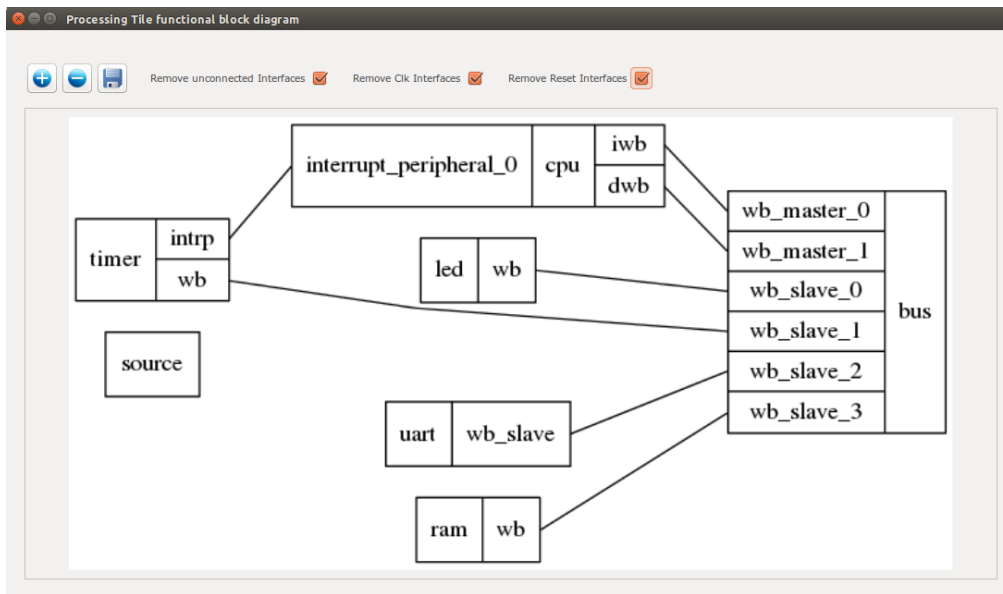 Processing Tile functional block diagram
Remove unconnected Interfaces
Remove Clk Interfaces
Remove Reset Interfaces
interrupt_peripheral_0
cpu
iwb
dwb
timer
intrp
wb
led
wb
source
uart
wb_slave
ram
wb
wb_master_0
wb_master_1
wb_slave_0
wb_slave_1
wb_slave_2
wb_slave_3
bus